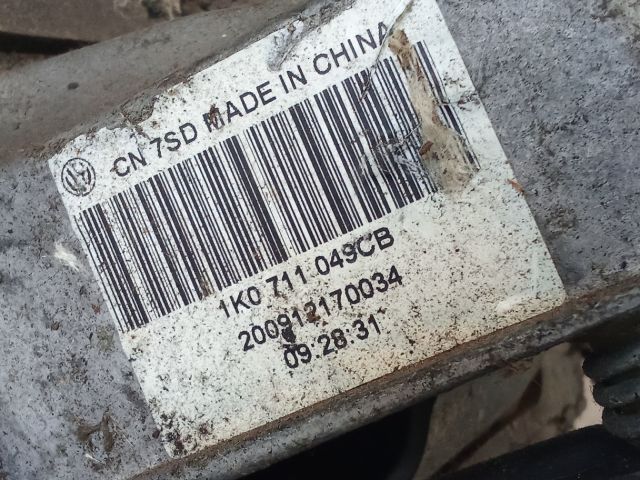 CN 7SD MADE IN CHINA
1K0 711 049CB
200912170034
09:28:31